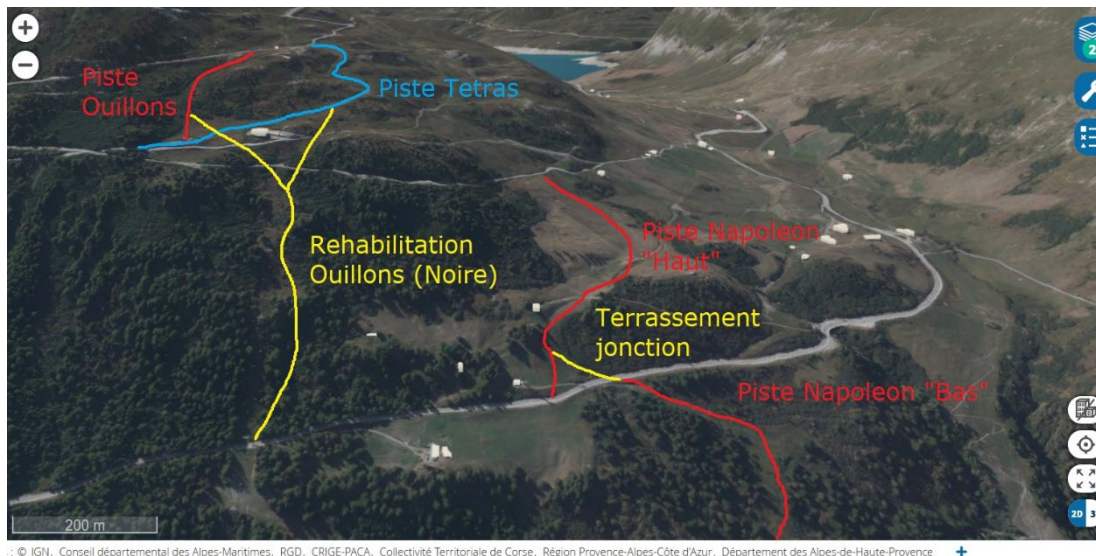 Piste
Ouillons
Piste Tetras
Rehabilitation
Ouillons (Noire)
Piste Napoleon
"Haut"
Terrassement
jonction
Piste Napoleon "Bas"
2
2D 3
200 m
: © IGN, Conseil départemental des Alpes-Maritimes, RGD, CRIGE-PACA, Collectivité Territoriale de Corse, Région Provence-Alpes-Côte d'Azur, Département des Alpes-de-Haute-Provence